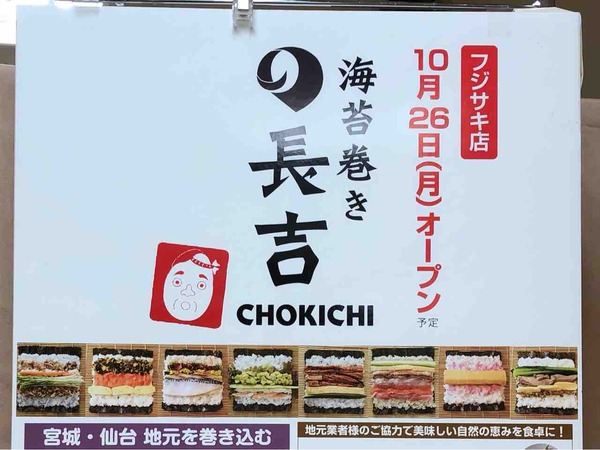 フジサキ店
10月26日(月)オープン
予定
海苔巻き
の長吉
CHOKICHI
宮城・仙台 地元を巻き込む
地元業者様のご協力で美味しい自然の恵みを食卓に!